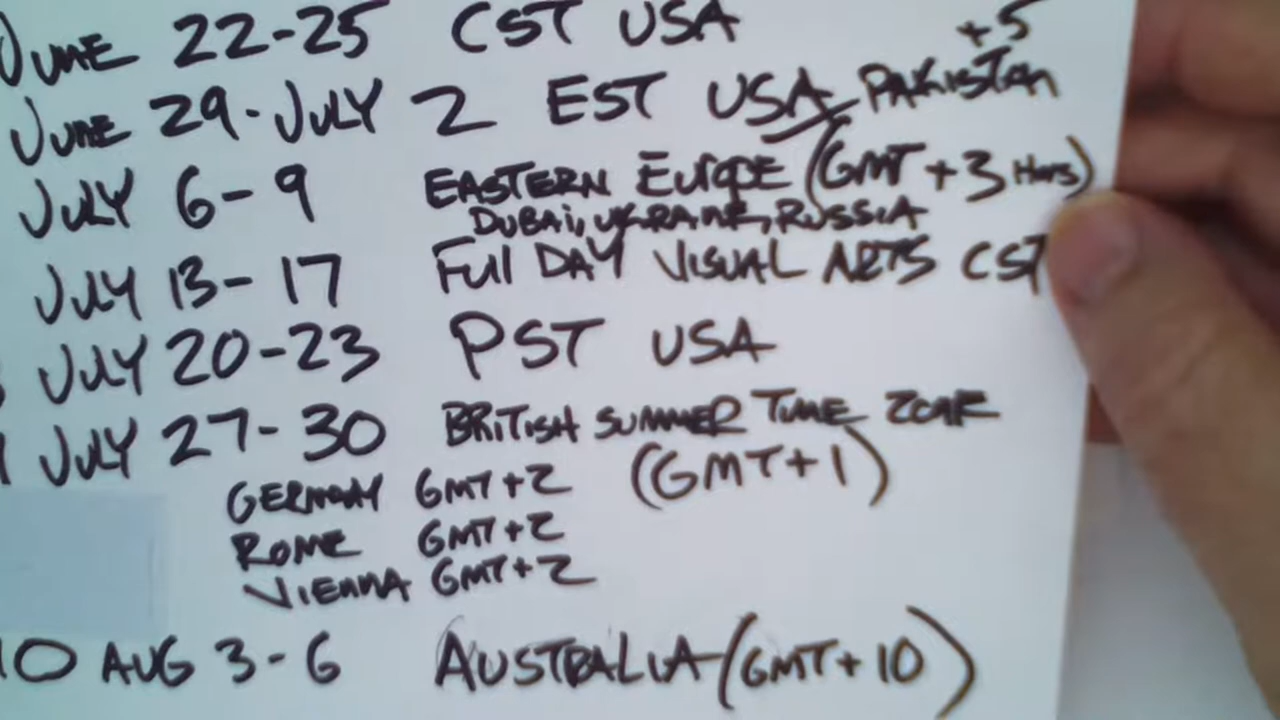 JUNE 22-25 CST USA
+5
JUNE 29-JULY 2 EST USA PAKISTAN
JULY 6-9 EASTERN EUROPE (GMT +3 Hors)
DUBAI, UKRAINE, RUSSIA
JULY 13-17 Full DAY VISUAL ARTS CST
JULY 20-23 PST USA
JULY 27-30 BRITISH SUMMER TIME ZONE
(GMT+1)
GERMANY GMT+2
ROME GMT+2
VIENNA GMT+2
10 AUG 3-6 AUSTRALIA (GMT+10)